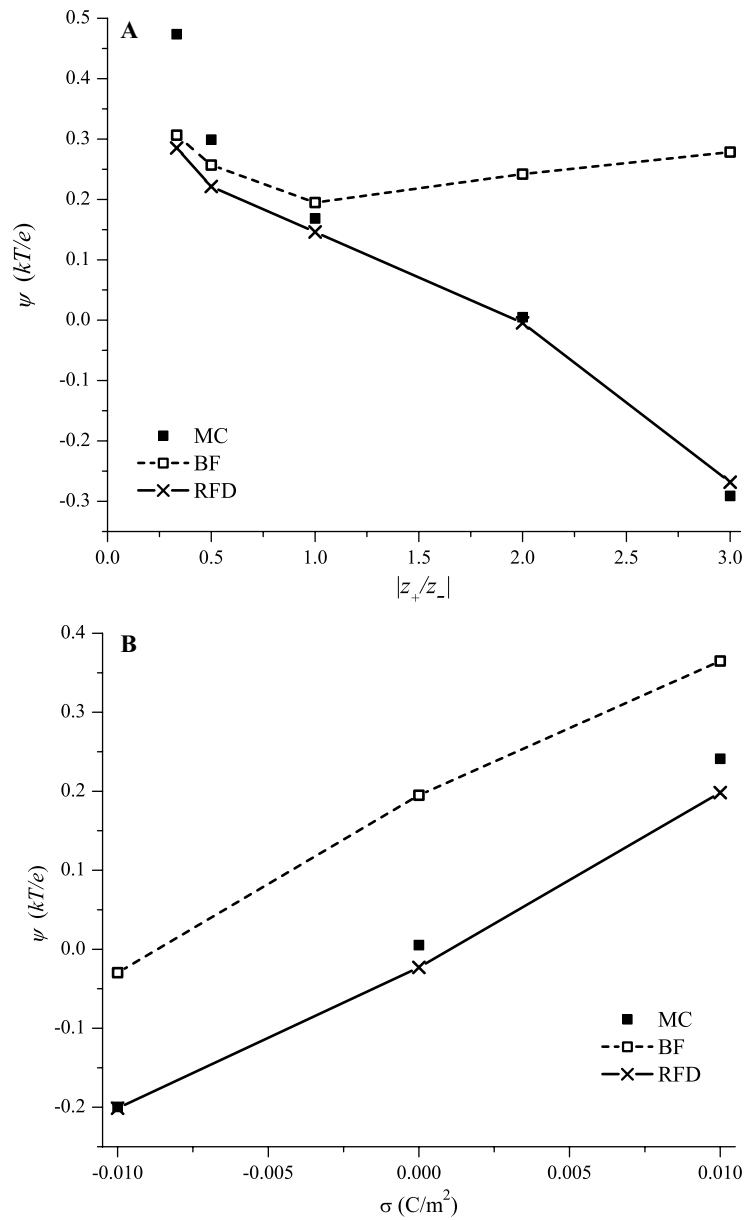 A
0.5
0.4
0.3
0.2
0.1
0.0
-0.1
-0.2
-0.3
ψ (kT/e)
MC
BF
RFD
0.0 0.5 1.0 1.5 2.0 2.5 3.0
|z₊/z₋|
B
0.4
0.3
0.2
0.1
0.0
-0.1
-0.2
ψ (kT/e)
MC
BF
RFD
-0.010 -0.005 0.000 0.005 0.010
σ (C/m²)